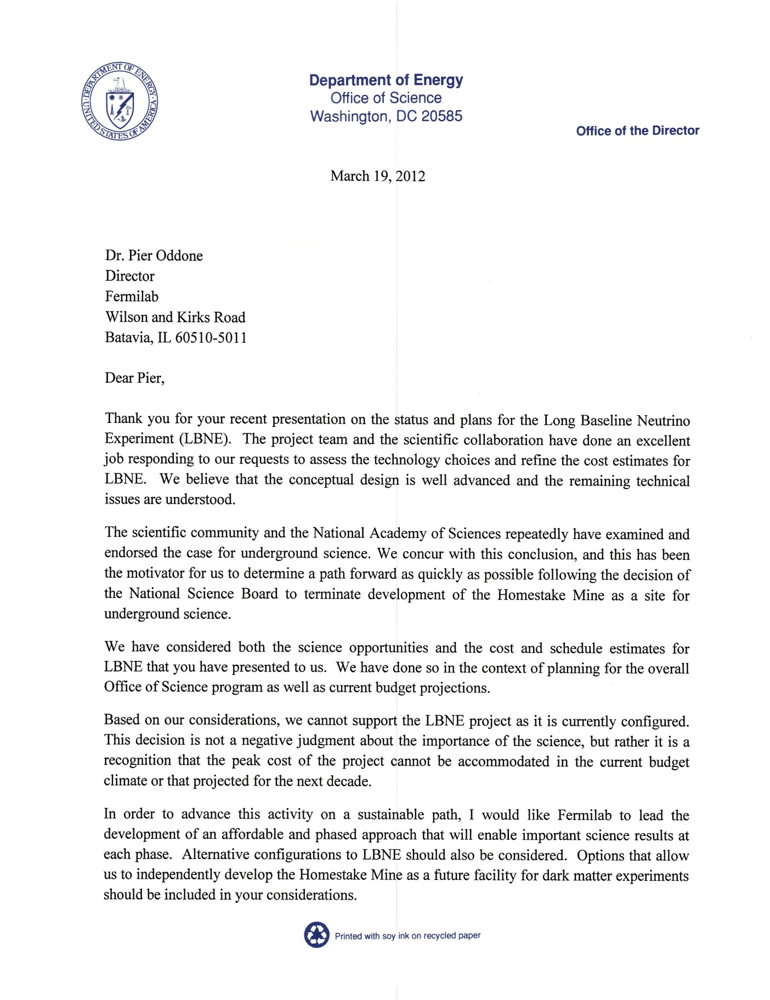 DEPARTMENT OF ENERGY · UNITED STATES OF AMERICA ·
Department of Energy
Office of Science
Washington, DC 20585
Office of the Director
March 19, 2012
Dr. Pier Oddone
Director
Fermilab
Wilson and Kirks Road
Batavia, IL 60510-5011
Dear Pier,
Thank you for your recent presentation on the status and plans for the Long Baseline Neutrino
Experiment (LBNE). The project team and the scientific collaboration have done an excellent
job responding to our requests to assess the technology choices and refine the cost estimates for
LBNE. We believe that the conceptual design is well advanced and the remaining technical
issues are understood.
The scientific community and the National Academy of Sciences repeatedly have examined and
endorsed the case for underground science. We concur with this conclusion, and this has been
the motivator for us to determine a path forward as quickly as possible following the decision of
the National Science Board to terminate development of the Homestake Mine as a site for
underground science.
We have considered both the science opportunities and the cost and schedule estimates for
LBNE that you have presented to us. We have done so in the context of planning for the overall
Office of Science program as well as current budget projections.
Based on our considerations, we cannot support the LBNE project as it is currently configured.
This decision is not a negative judgment about the importance of the science, but rather it is a
recognition that the peak cost of the project cannot be accommodated in the current budget
climate or that projected for the next decade.
In order to advance this activity on a sustainable path, I would like Fermilab to lead the
development of an affordable and phased approach that will enable important science results at
each phase. Alternative configurations to LBNE should also be considered. Options that allow
us to independently develop the Homestake Mine as a future facility for dark matter experiments
should be included in your considerations.
Printed with soy ink on recycled paper